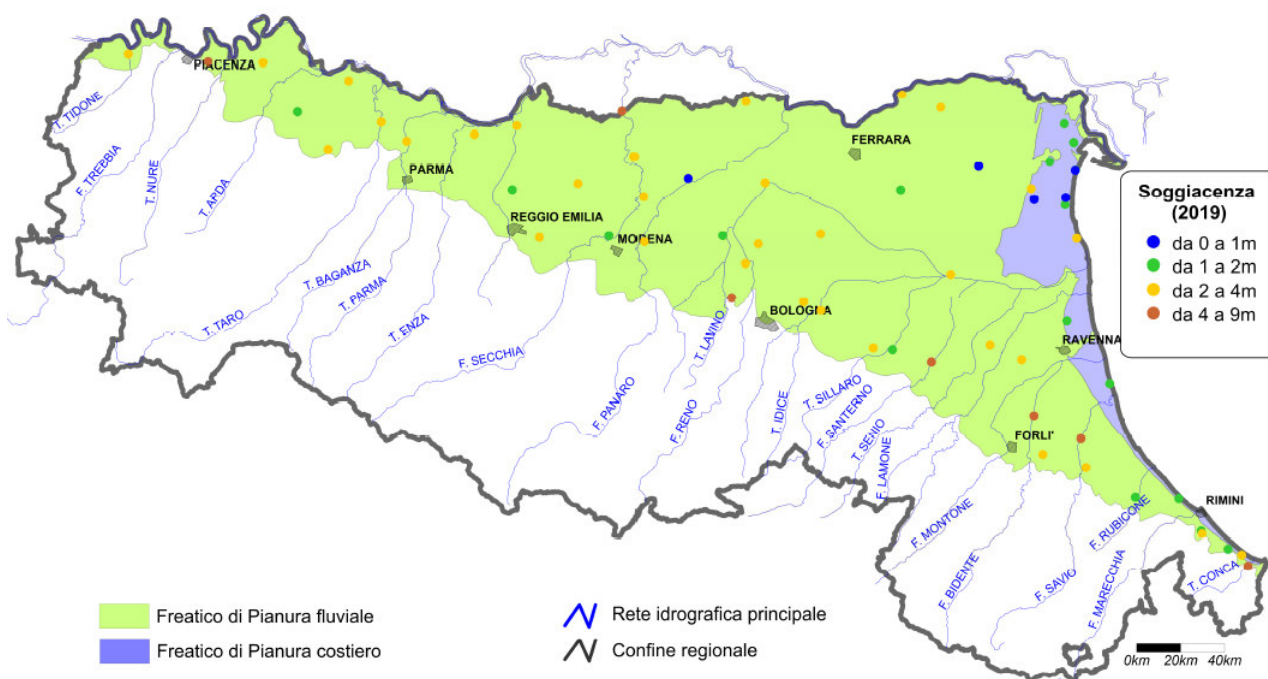 PIACENZA
T. TIDONE
F. TREBBIA
T. NURE
T. ARDA
PARMA
REGGIO EMILIA
MODENA
FERRARA
BOLOGNA
RAVENNA
FORLI'
RIMINI
T. TARO
T. BAGANZA
T. PARMA
T. ENZA
F. SECCHIA
F. PANARO
T. LAVINO
F. RENO
T. IDICE
T. SILLARO
F. SANTERNO
T. SENIO
F. LAMONE
F. MONTONE
F. BIDENTE
F. SAVIO
F. RUBICONE
F. MARECCHIA
T. CONCA
Soggiacenza
(2019)
da 0 a 1m
da 1 a 2m
da 2 a 4m
da 4 a 9m
Freatico di Pianura fluviale
Freatico di Pianura costiero
Rete idrografica principale
Confine regionale
0km 20km 40km